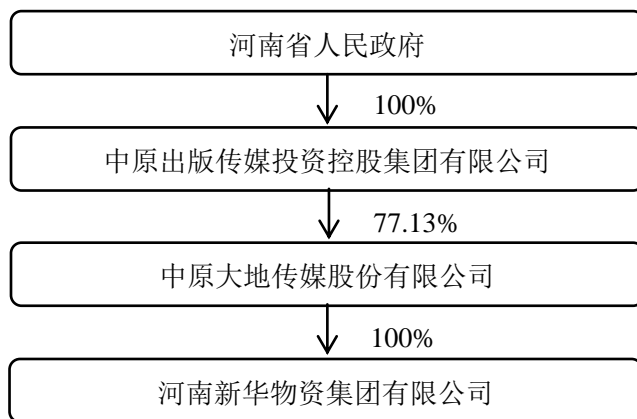 河南省人民政府
100%
中原出版传媒投资控股集团有限公司
77.13%
中原大地传媒股份有限公司
100%
河南新华物资集团有限公司